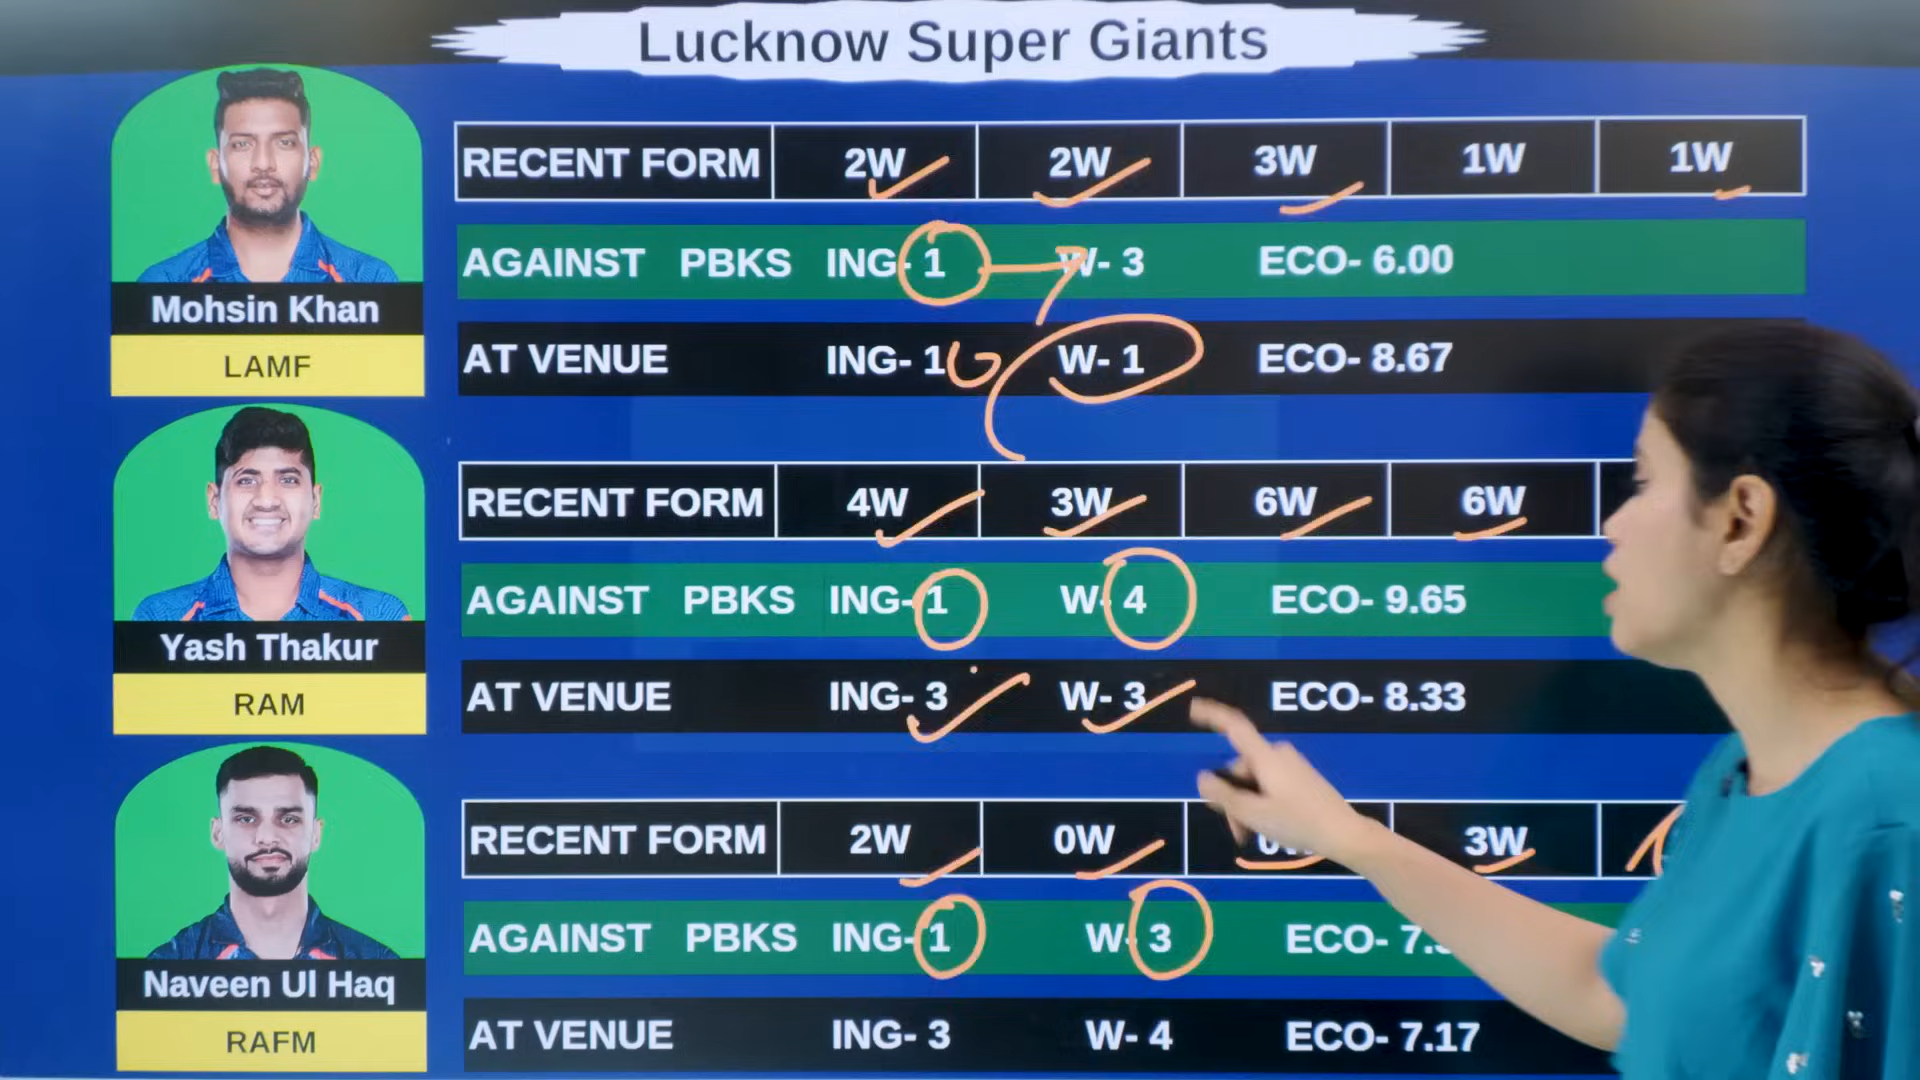 Lucknow Super Giants
RECENT FORM 2W 2W 3W 1W 1W
AGAINST PBKS ING- 1 W- 3 ECO- 6.00
Mohsin Khan
LAMF
AT VENUE ING- 1 W- 1 ECO- 8.67
RECENT FORM 4W 3W 6W 6W
AGAINST PBKS ING- 1 W- 4 ECO- 9.65
Yash Thakur
RAM
AT VENUE ING- 3 W- 3 ECO- 8.33
RECENT FORM 2W 0W 0W 3W
AGAINST PBKS ING- 1 W- 3 ECO-
Naveen Ul Haq
RAFM
AT VENUE ING- 3 W- 4 ECO- 7.17